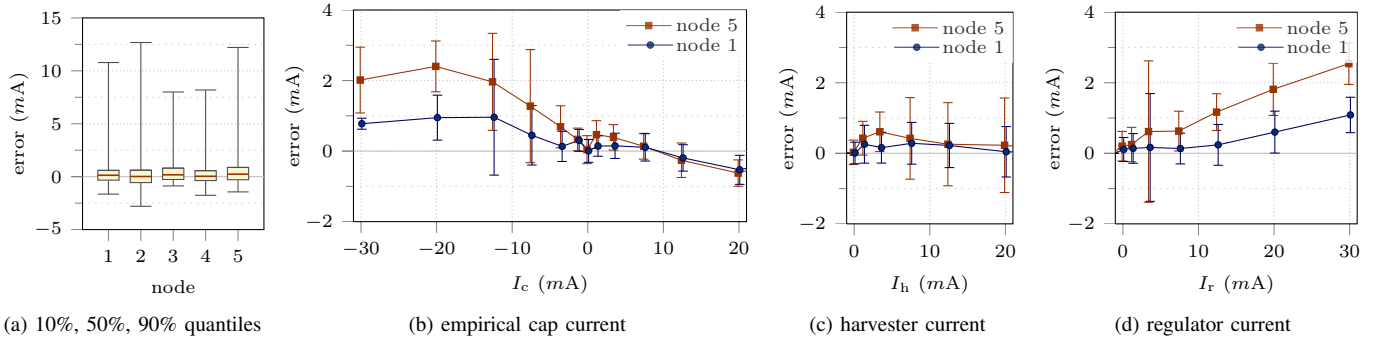 15
10
5
0
−5
error (mA)
1 2 3 4 5
node
(a) 10%, 50%, 90% quantiles
4
2
0
−2
error (mA)
node 5
node 1
−30 −20 −10 0 10 20
Ic (mA)
(b) empirical cap current
4
2
0
−2
error (mA)
node 5
node 1
0 10 20
Ih (mA)
(c) harvester current
4
2
0
−2
error (mA)
node 5
node 1
0 10 20 30
Ir (mA)
(d) regulator current